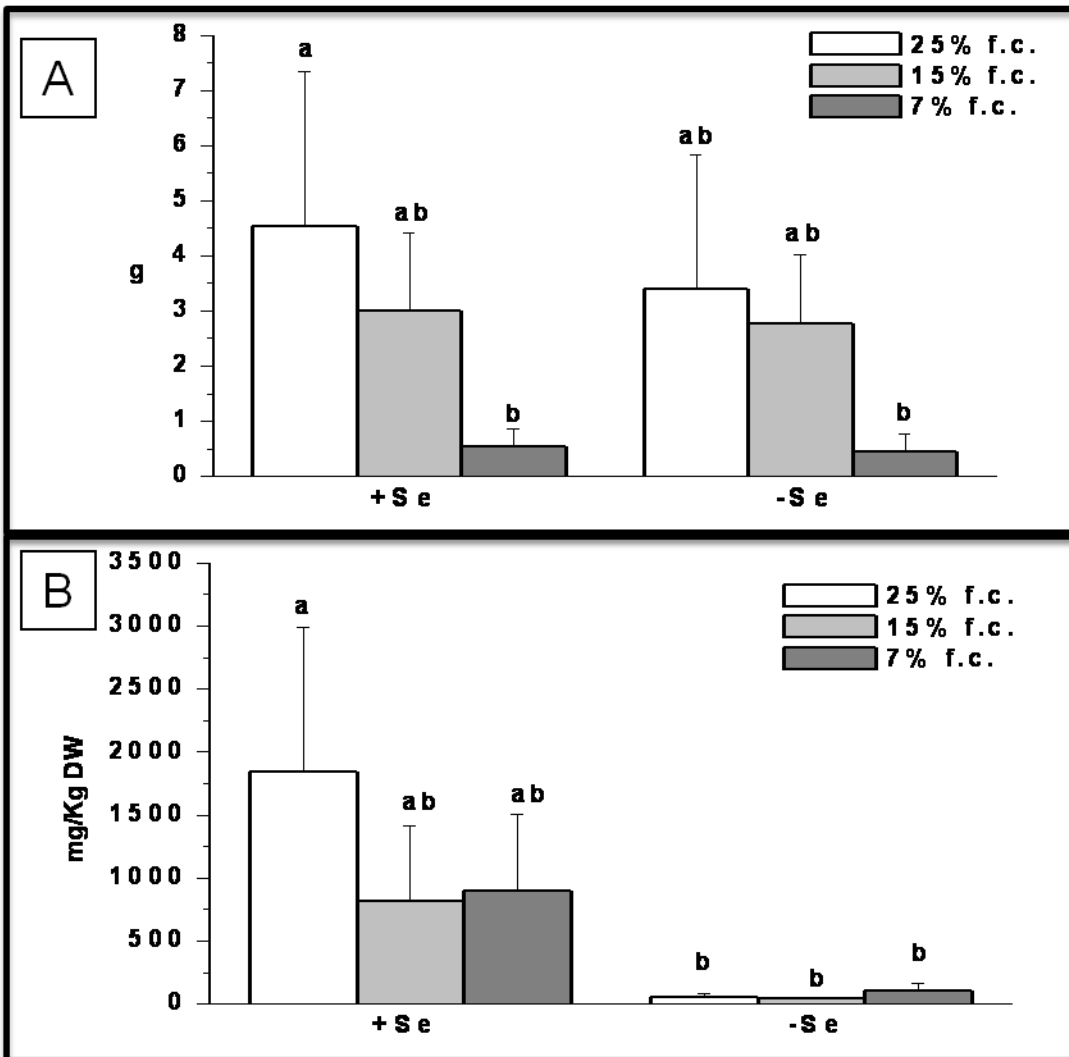 A
8
7
6
5
4
3
2
1
0
g
a
ab
b
ab
ab
b
25% f.c.
15% f.c.
7% f.c.
+Se
-Se
B
3500
3000
2500
2000
1500
1000
500
0
mg/Kg DW
a
ab
ab
b
b
b
25% f.c.
15% f.c.
7% f.c.
+Se
-Se